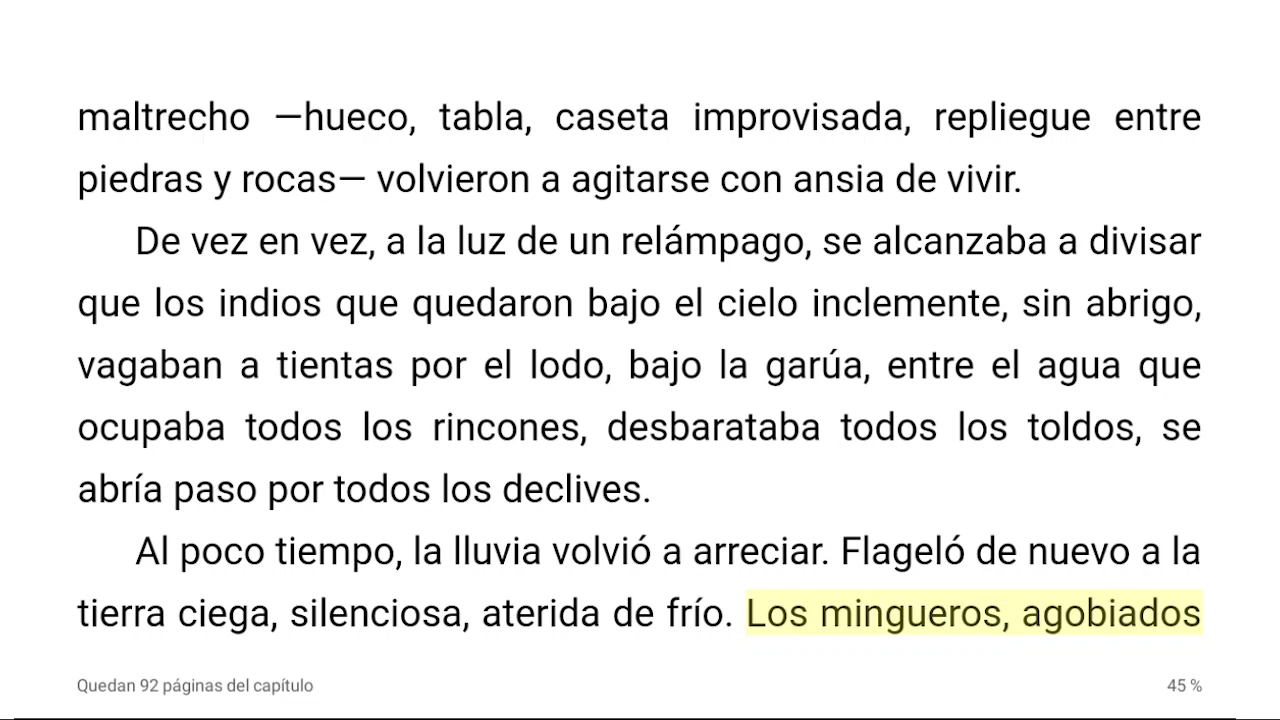 maltrecho —hueco, tabla, caseta improvisada, repliegue entre
piedras y rocas— volvieron a agitarse con ansia de vivir.
De vez en vez, a la luz de un relámpago, se alcanzaba a divisar
que los indios que quedaron bajo el cielo inclemente, sin abrigo,
vagaban a tientas por el lodo, bajo la garúa, entre el agua que
ocupaba todos los rincones, desbarataba todos los toldos, se
abría paso por todos los declives.
Al poco tiempo, la lluvia volvió a arreciar. Flageló de nuevo a la
tierra ciega, silenciosa, aterida de frío. Los mingueros, agobiados
Quedan 92 páginas del capítulo
45 %